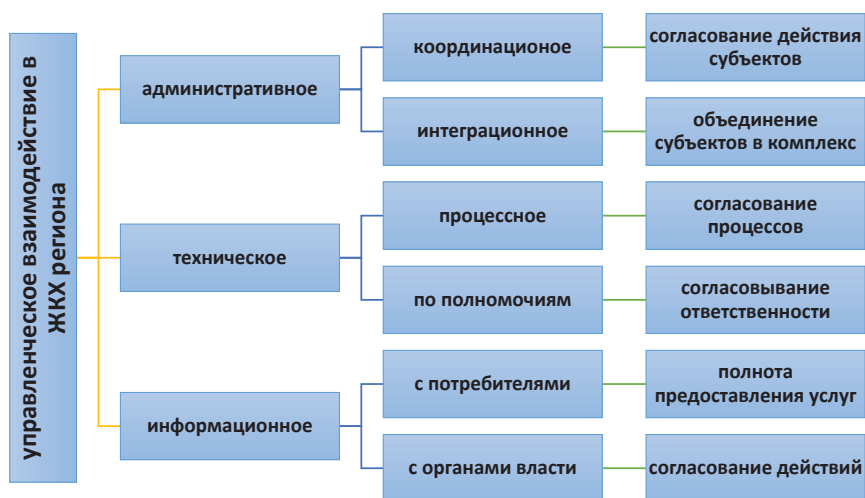 управленческое взаимодействие в
ЖКХ региона
административное
координационое
согласование действия
субъектов
интеграционное
объединение
субъектов в комплекс
техническое
процессное
согласование
процессов
по полномочиям
согласовывание
ответственности
информационное
с потребителями
полнота
предоставления услуг
с органами власти
согласование действий